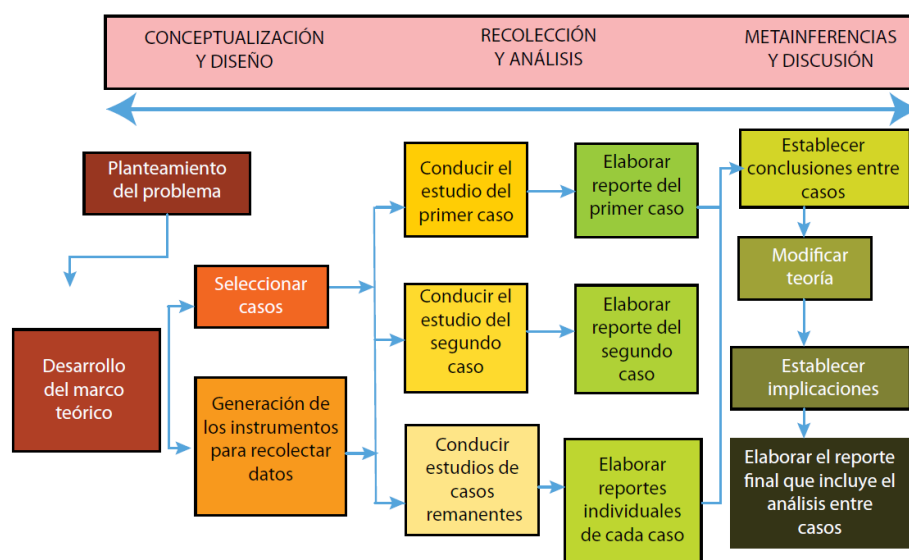 CONCEPTUALIZACIÓN
Y DISEÑO
RECOLECCIÓN
Y ANÁLISIS
METAINFERENCIAS
Y DISCUSIÓN
Planteamiento
del problema
Desarrollo
del marco
teórico
Seleccionar
casos
Generación de
los instrumentos
para recolectar
datos
Conducir el
estudio del
primer caso
Conducir el
estudio del
segundo caso
Conducir
estudios de
casos
remanentes
Elaborar
reporte del
primer caso
Elaborar
reporte del
segundo
caso
Elaborar
reportes
individuales
de cada caso
Establecer
conclusiones entre
casos
Modificar
teoría
Establecer
implicaciones
Elaborar el reporte
final que incluye el
análisis entre
casos